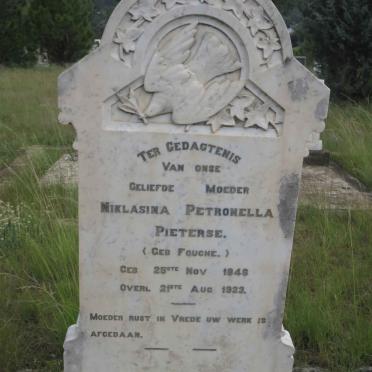 Ter Gedagtenis
Van onse
Geliefde Moeder
Niklasina Petronella
Pieterse.
(Geb Fouche.)
Geb 25ste Nov 1846
Overl. 21ste Aug 1923.
Moeder rust in Vrede uw werk is
afgedaan.